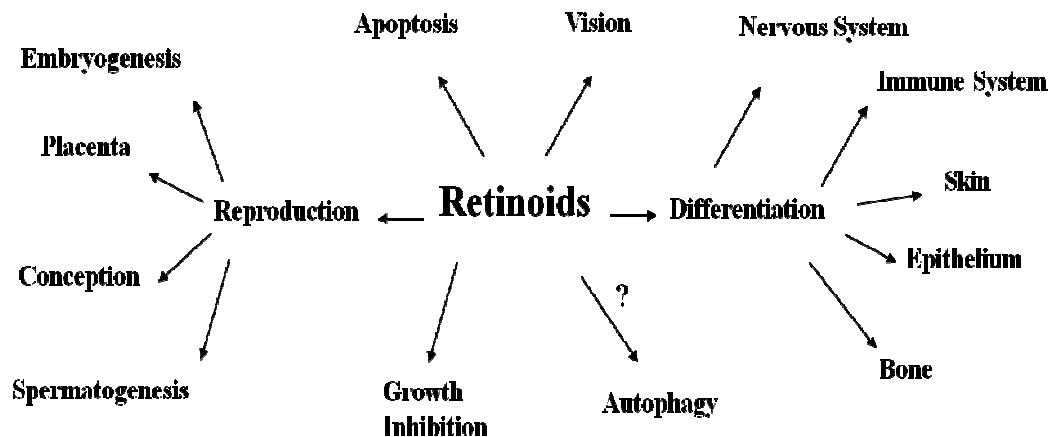 Apoptosis
Vision
Nervous System
Embryogenesis
Immune System
Placenta
Skin
Retinoids
Reproduction
Differentiation
Epithelium
Conception
?
Bone
Spermatogenesis
Growth
Inhibition
Autophagy